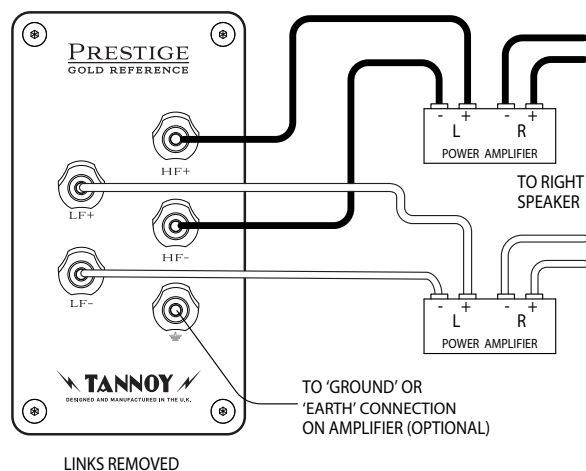 PRESTIGE
GOLD REFERENCE
HF+
LF+
HF-
LF-
TANNOY
DESIGNED AND MANUFACTURED IN THE U.K.
- + - +
L R
POWER AMPLIFIER
TO RIGHT
SPEAKER
- + - +
L R
POWER AMPLIFIER
TO 'GROUND' OR
'EARTH' CONNECTION
ON AMPLIFIER (OPTIONAL)
LINKS REMOVED